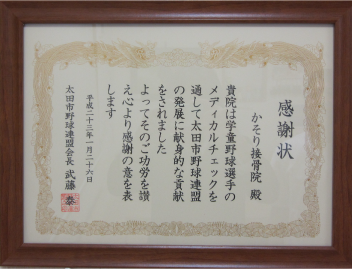 感謝状
かそり接骨院 殿
貴院は学童野球選手の
メディカルチェックを
通して太田市野球連盟
の発展に献身的な貢献
をされました
よってそのご功労を讃
え心より感謝の意を表
します
平成二十三年一月二十六日
太田市野球連盟会長 武藤 泰